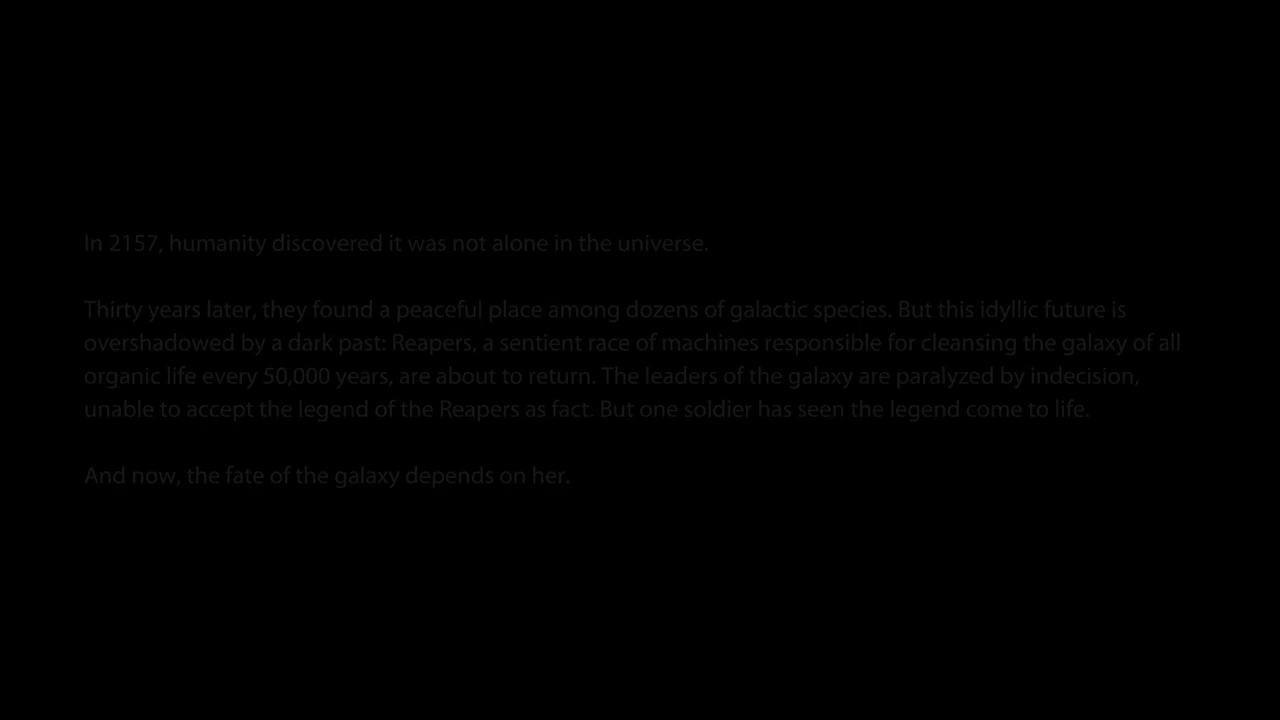 In 2157, humanity discovered it was not alone in the universe.
Thirty years later, they found a peaceful place among dozens of galactic species. But this idyllic future is
overshadowed by a dark past: Reapers, a sentient race of machines responsible for cleansing the galaxy of all
organic life every 50,000 years, are about to return. The leaders of the galaxy are paralyzed by indecision,
unable to accept the legend of the Reapers as fact. But one soldier has seen the legend come to life.
And now, the fate of the galaxy depends on her.